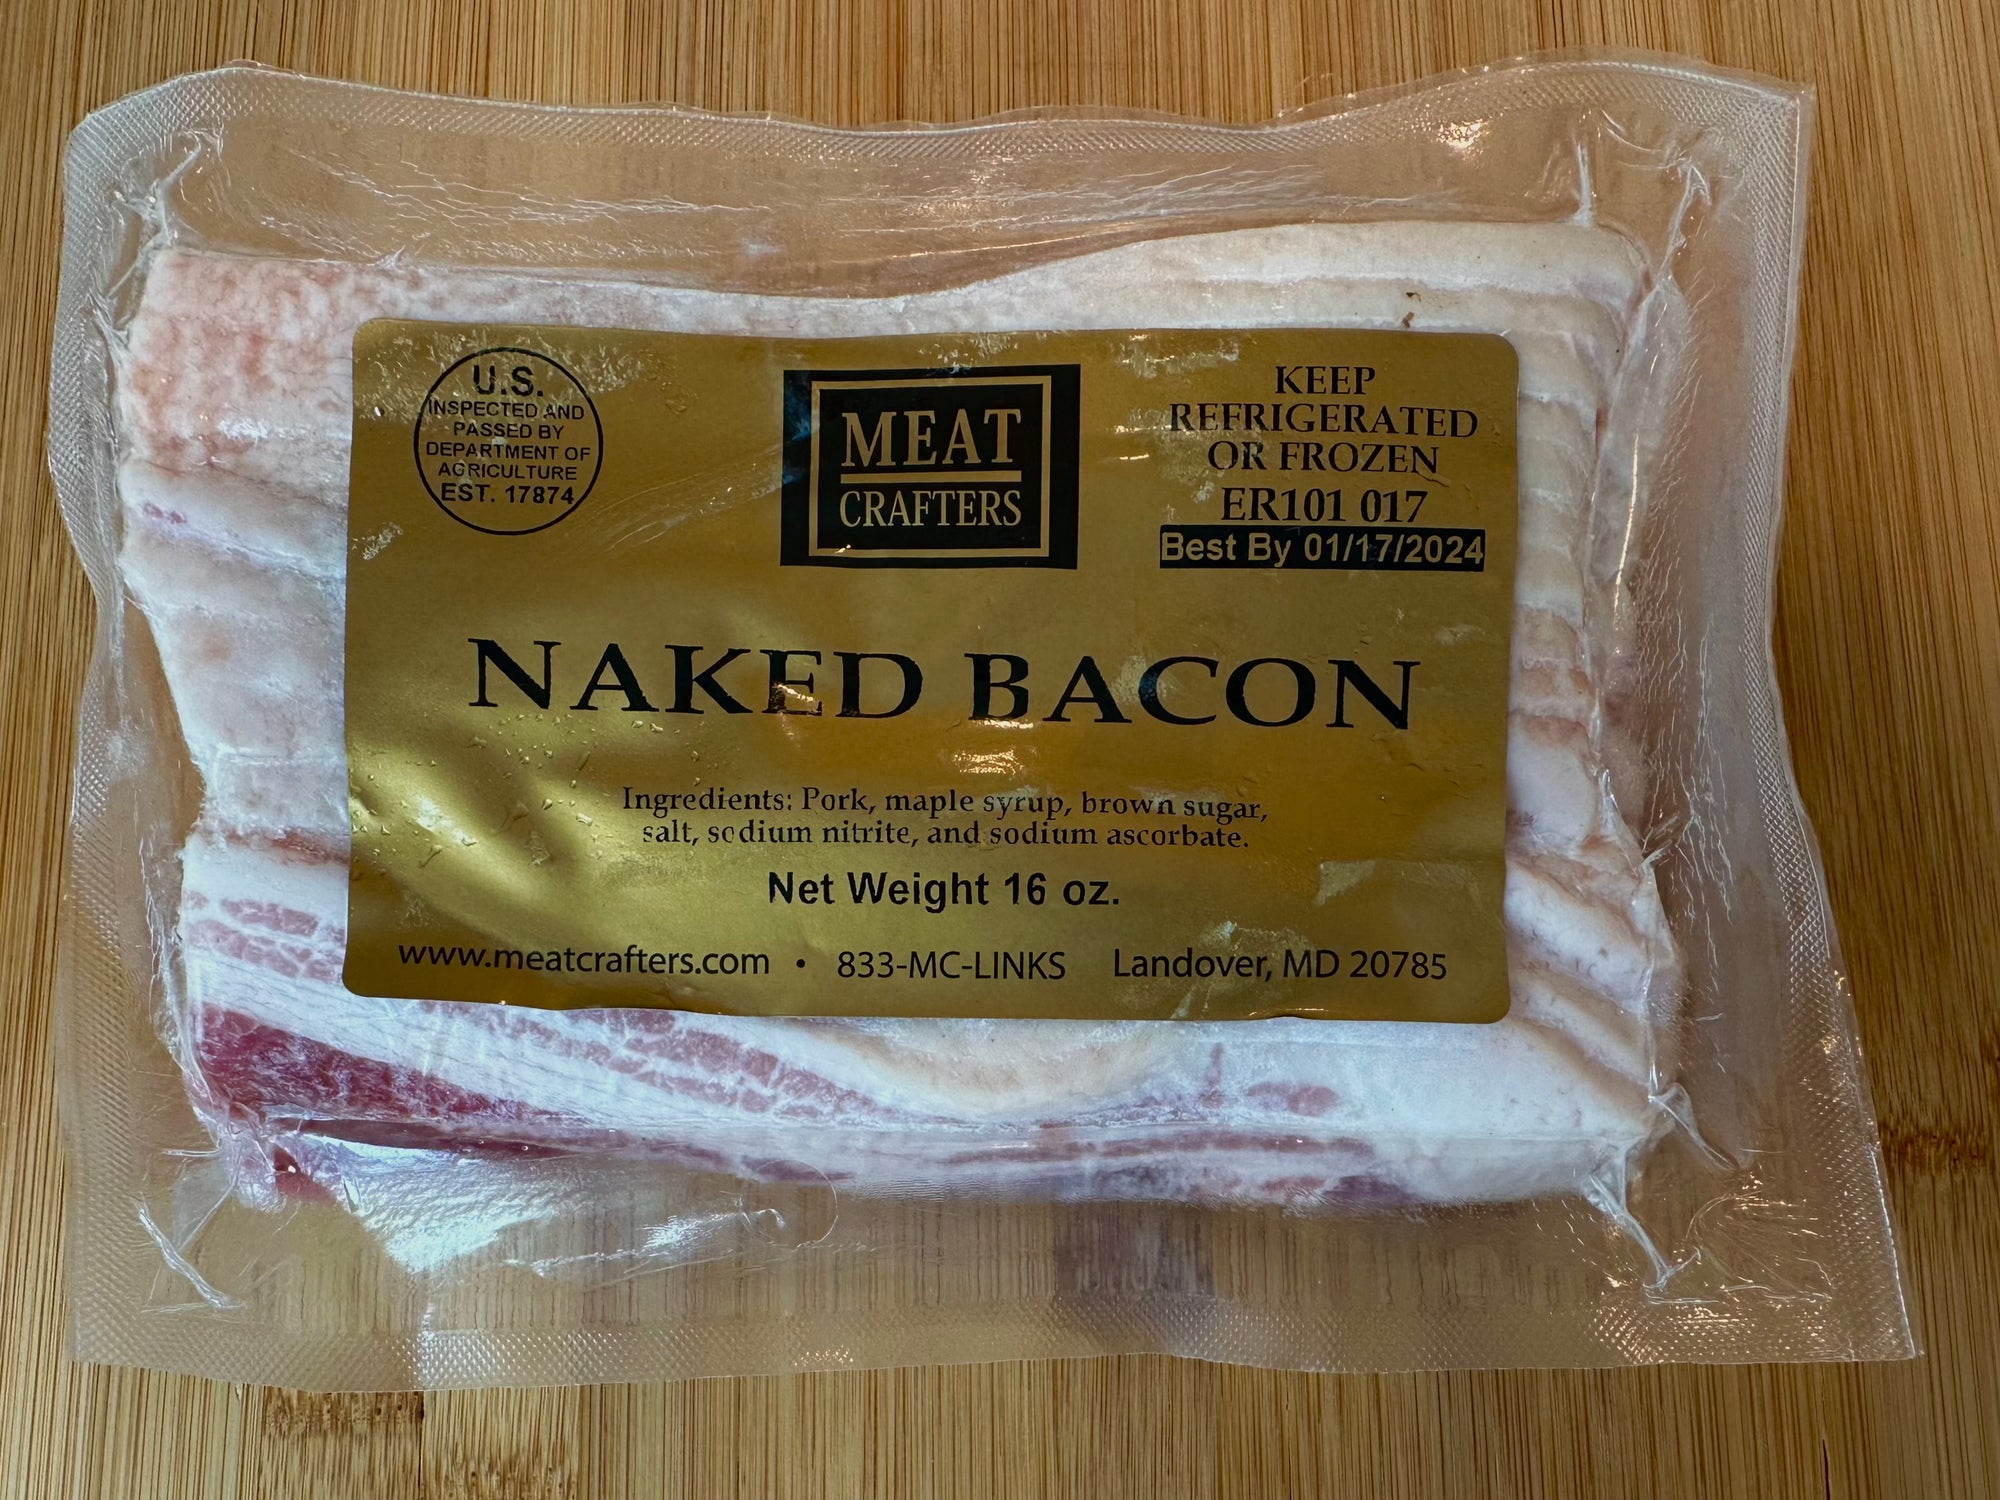 U.S.
INSPECTED AND
PASSED BY
DEPARTMENT OF
AGRICULTURE
EST. 17874
MEAT
CRAFTERS
KEEP
REFRIGERATED
OR FROZEN
ER101 017
Best By 01/17/2024
NAKED BACON
Ingredients: Pork, maple syrup, brown sugar,
salt, sodium nitrite, and sodium ascorbate.
Net Weight 16 oz.
www.meatcrafters.com • 833-MC-LINKS Landover, MD 20785